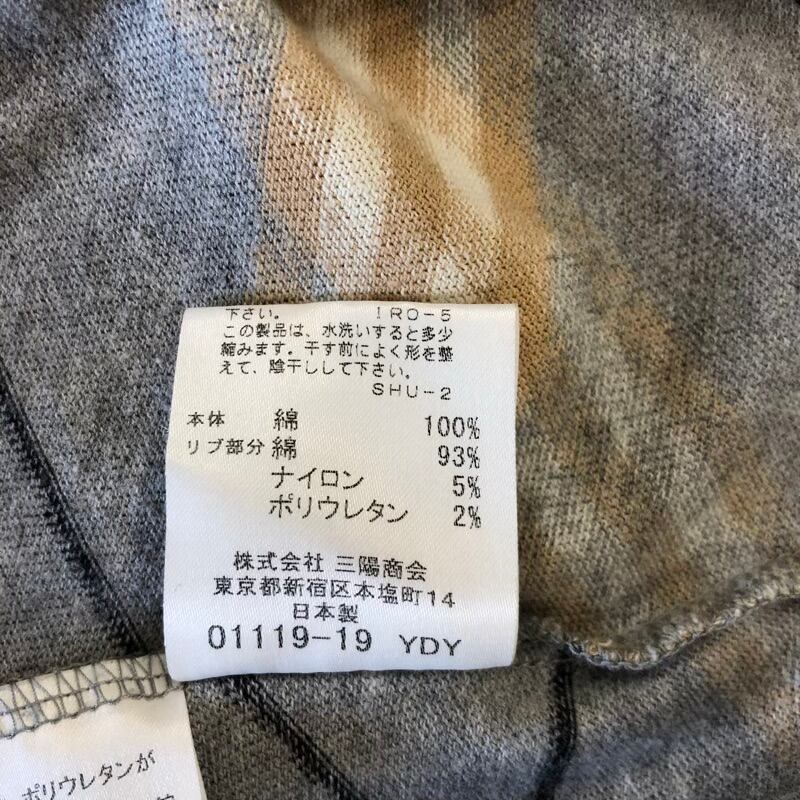 下さい。 IRO-5
この製品は、水洗いすると多少
縮みます。干す前によく形を整
えて、陰干しして下さい。
SHU-2
本体 綿 100%
リブ部分 綿 93%
ナイロン 5%
ポリウレタン 2%
株式会社 三陽商会
東京都新宿区本塩町14
日本製
01119-19 YDY
ポリウレタンが